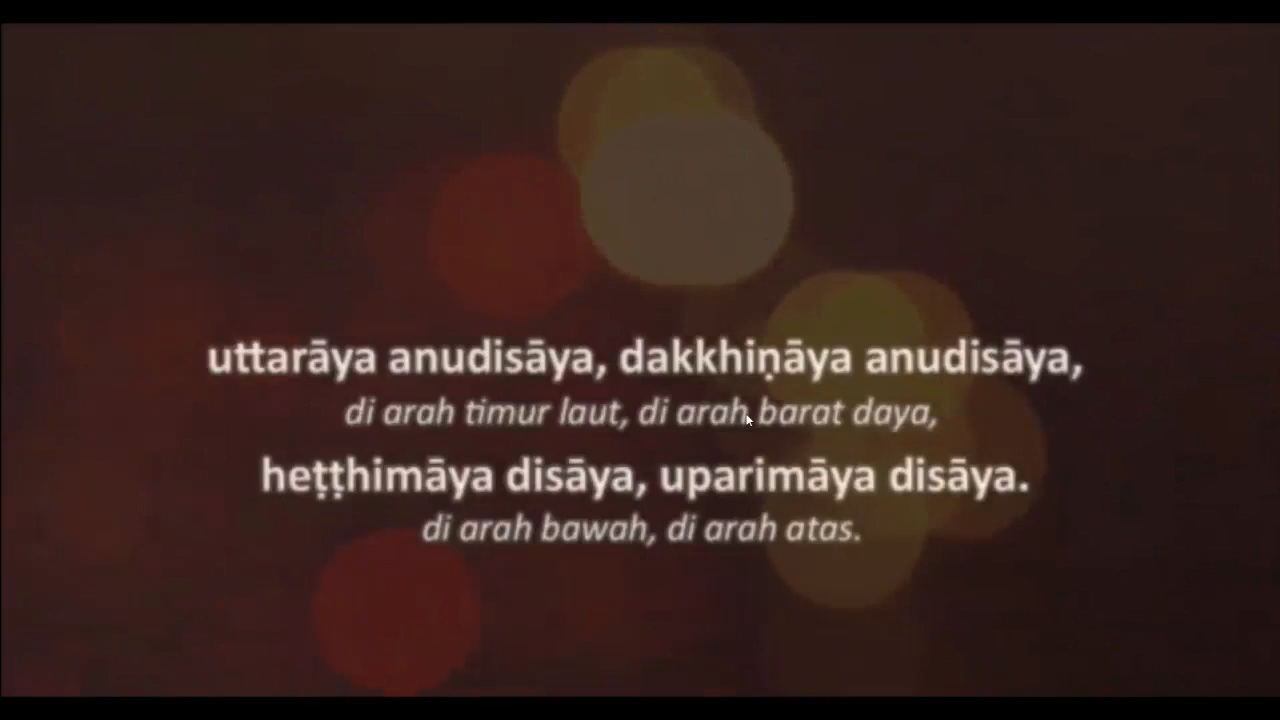 uttarāya anudisāya, dakkhiṇāya anudisāya,
di arah timur laut, di arah barat daya,
heṭṭhimāya disāya, uparimāya disāya.
di arah bawah, di arah atas.